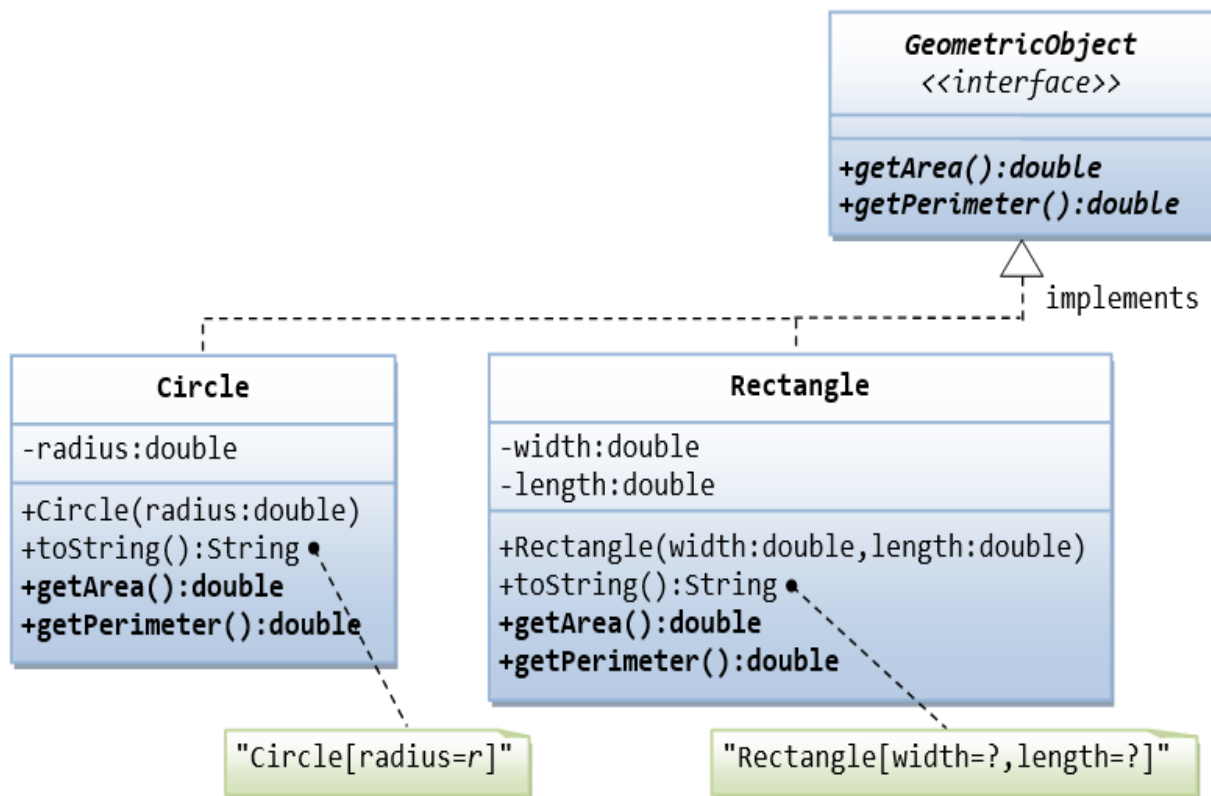 GeometricObject
<<interface>>
+getArea():double
+getPerimeter():double
implements
Circle
-radius:double
+Circle(radius:double)
+toString():String
+getArea():double
+getPerimeter():double
"Circle[radius=r]"
Rectangle
-width:double
-length:double
+Rectangle(width:double,length:double)
+toString():String
+getArea():double
+getPerimeter():double
"Rectangle[width=?,length=?]"